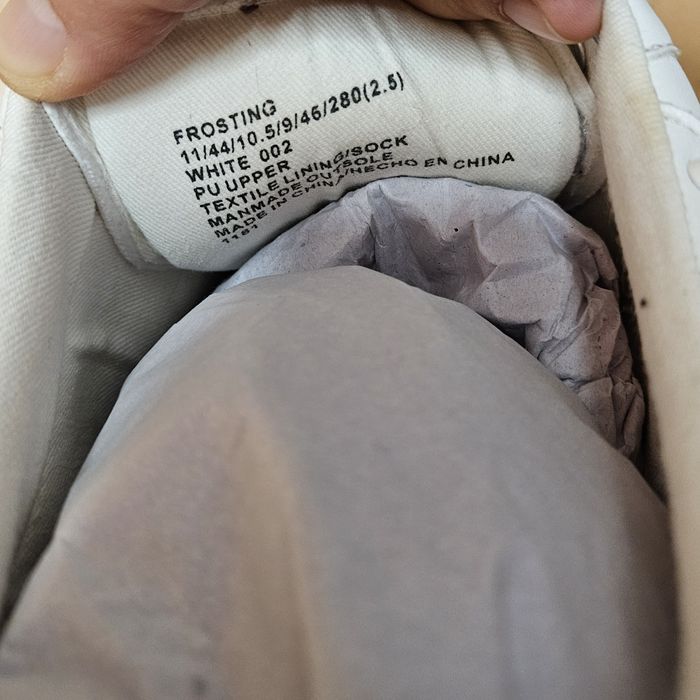 FROSTING
11/44/10.5/9/46/280(2.5)
WHITE 002
PU UPPER
TEXTILE LINING/SOCK
MANMADE OUTSOLE
MADE IN CHINA/HECHO EN CHINA